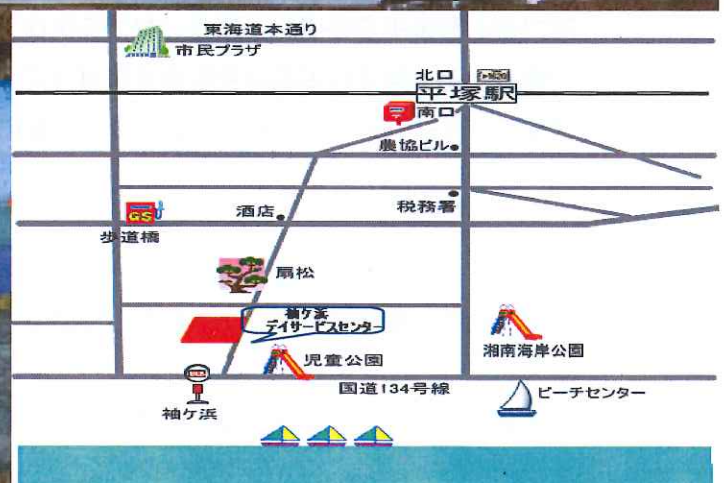 東海道本通り
市民プラザ
北口
平塚駅
南口
農協ビル
税務署
酒店
GS
歩道橋
扇松
袖ケ浜
デイサービスセンター
児童公園
湘南海岸公園
国道134号線
ビーチセンター
袖ケ浜